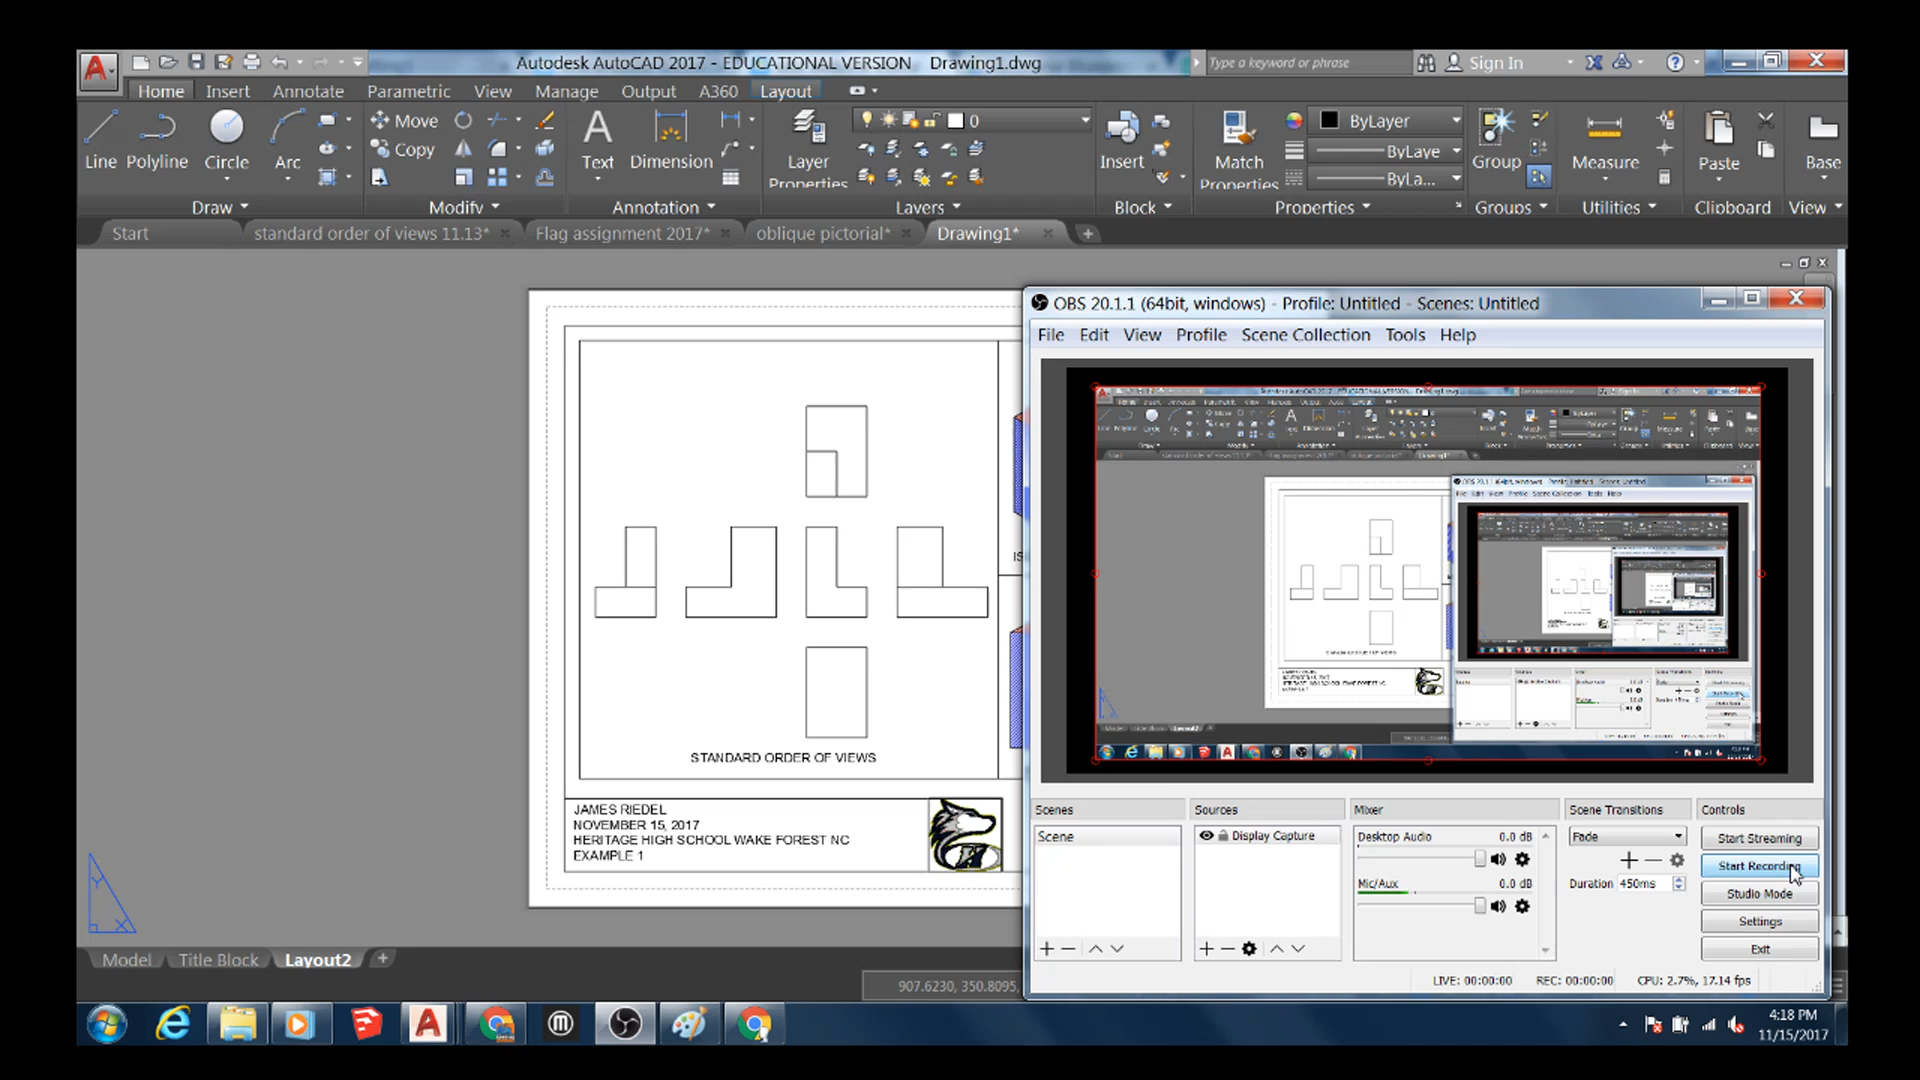 Autodesk AutoCAD 2017 - EDUCATIONAL VERSION Drawing1.dwg
Type a keyword or phrase
Sign In
Home Insert Annotate Parametric View Manage Output A360 Layout
Line Polyline Circle Arc
Move
Copy
Text Dimension
Layer Properties
0
Insert
Match Properties
ByLayer
ByLaye
ByLa...
Group
Measure
Paste
Base
Draw Modify Annotation Layers Block Properties Groups Utilities Clipboard View
Start standard order of views 11.13* Flag assignment 2017* oblique pictorial* Drawing1*
STANDARD ORDER OF VIEWS
IS
JAMES RIEDEL
NOVEMBER 15, 2017
HERITAGE HIGH SCHOOL WAKE FOREST NC
EXAMPLE 1
Y
X
Model Title Block Layout2
907.6230, 350.8095,
OBS 20.1.1 (64bit, windows) - Profile: Untitled - Scenes: Untitled
File Edit View Profile Scene Collection Tools Help
Scenes Sources Mixer Scene Transitions Controls
Scene
Display Capture
Desktop Audio 0.0 dB
Mic/Aux 0.0 dB
Fade
Duration 450ms
Start Streaming
Start Recording
Studio Mode
Settings
Exit
LIVE: 00:00:00 REC: 00:00:00 CPU: 2.7%, 17.14 fps
4:18 PM
11/15/2017